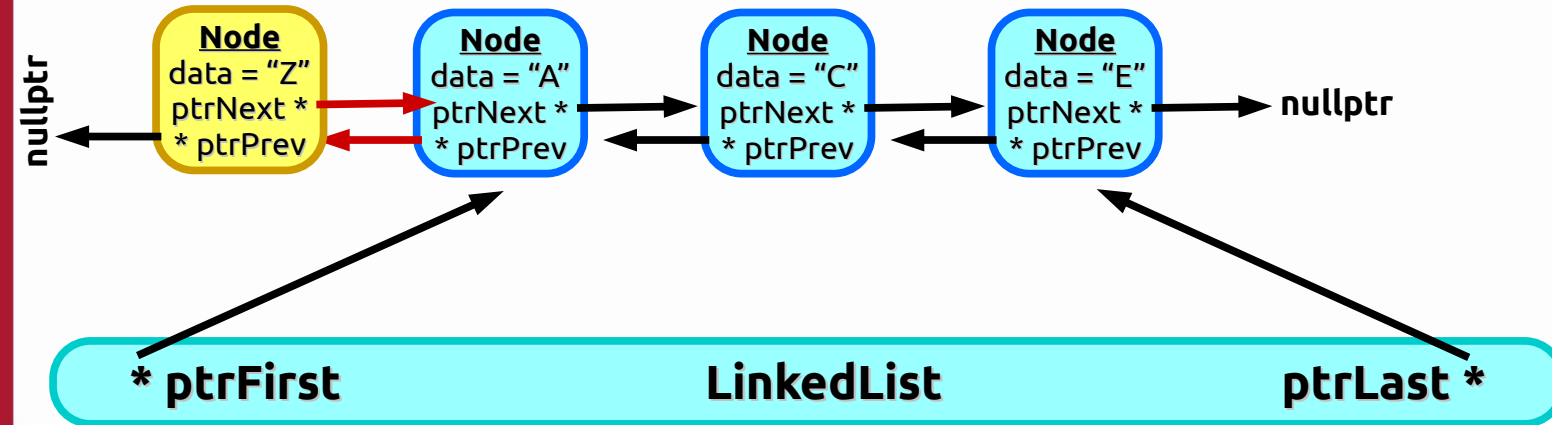 nullptr
Node
data = “Z”
ptrNext *
* ptrPrev
Node
data = “A”
ptrNext *
* ptrPrev
Node
data = “C”
ptrNext *
* ptrPrev
Node
data = “E”
ptrNext *
* ptrPrev
nullptr
* ptrFirst
LinkedList
ptrLast *